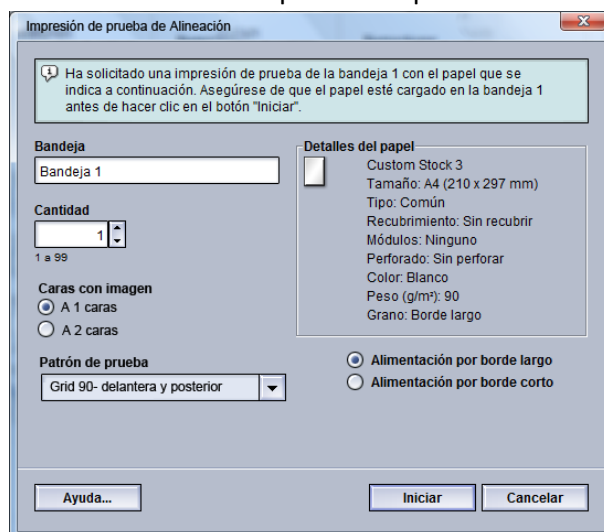 Impresión de prueba de Alineación
Ha solicitado una impresión de prueba de la bandeja 1 con el papel que se
indica a continuación. Asegúrese de que el papel esté cargado en la bandeja 1
antes de hacer clic en el botón "Iniciar".
Bandeja
Bandeja 1
Cantidad
1
1 a 99
Caras con imagen
A 1 caras
A 2 caras
Patrón de prueba
Grid 90- delantera y posterior
Detalles del papel
Custom Stock 3
Tamaño: A4 (210 x 297 mm)
Tipo: Común
Recubrimiento: Sin recubrir
Módulos: Ninguno
Perforado: Sin perforar
Color: Blanco
Peso (g/m²): 90
Grano: Borde largo
Alimentación por borde largo
Alimentación por borde corto
Ayuda...
Iniciar
Cancelar